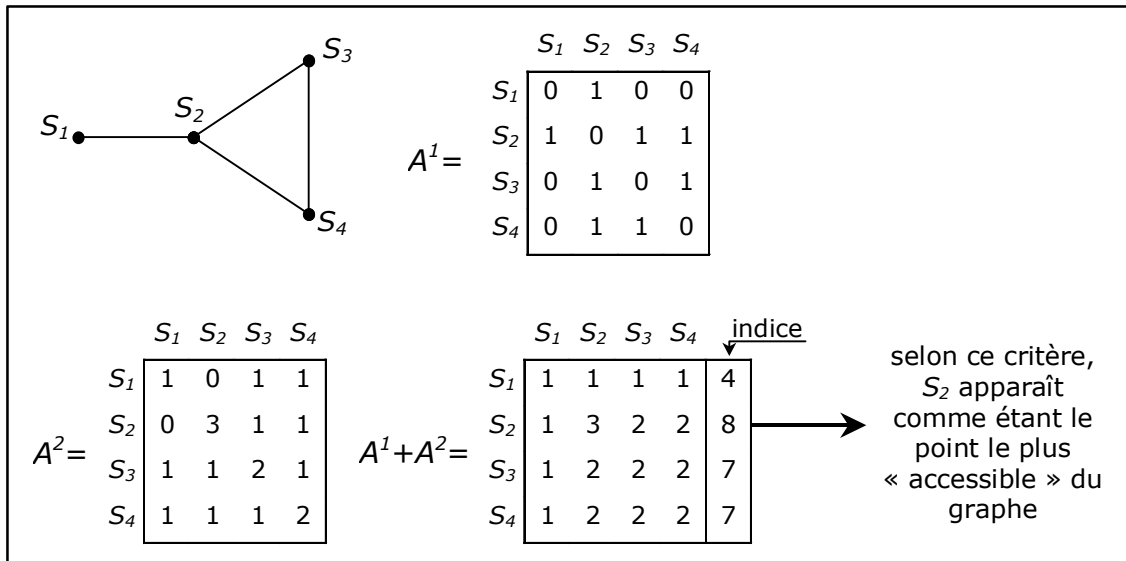 S3
S2
S1
S4
S1 S2 S3 S4
S1 0 1 0 0
S2 1 0 1 1
A1= 
S3 0 1 0 1
S4 0 1 1 0
S1 S2 S3 S4
S1 1 0 1 1
S2 0 3 1 1
A2=
S3 1 1 2 1
S4 1 1 1 2
S1 S2 S3 S4 indice
S1 1 1 1 1 4
S2 1 3 2 2 8
A1+A2=
S3 1 2 2 2 7
S4 1 2 2 2 7
selon ce critère,
S2 apparaît
comme étant le
point le plus
« accessible » du
graphe